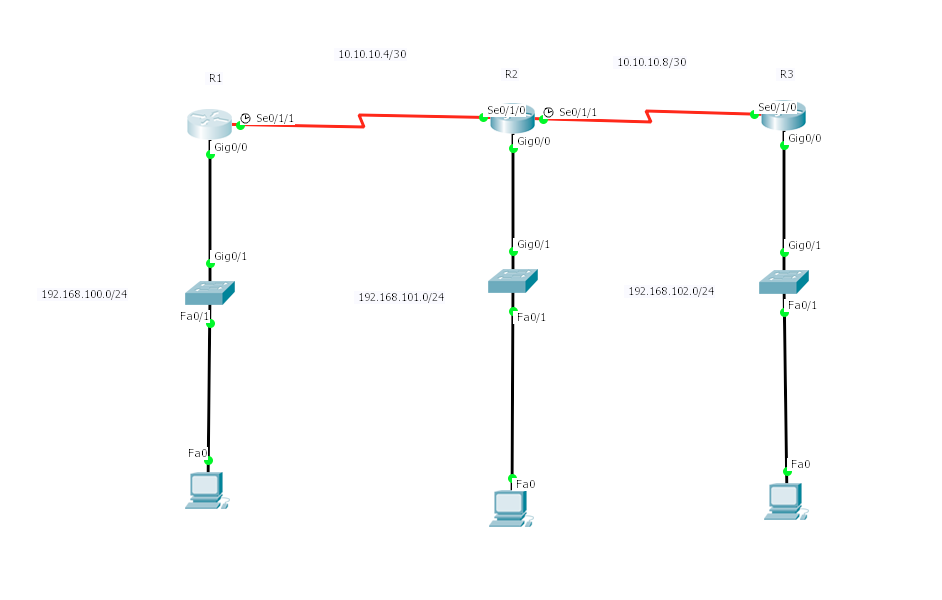 10.10.10.4/30
10.10.10.8/30
R1
R2
R3
Se0/1/1
Se0/1/0
Se0/1/1
Se0/1/0
Gig0/0
Gig0/0
Gig0/0
Gig0/1
Gig0/1
Gig0/1
192.168.100.0/24
192.168.101.0/24
192.168.102.0/24
Fa0/1
Fa0/1
Fa0/1
Fa0
Fa0
Fa0